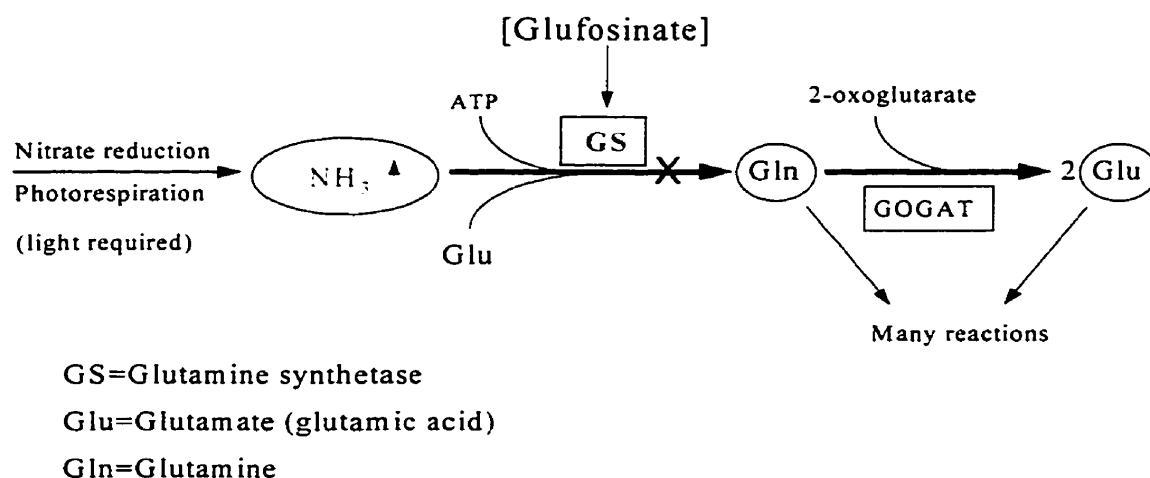 [Glufosinate]
ATP
2-oxoglutarate
GS
Nitrate reduction
NH3
X
Gln
2 Glu
Photorespiration
GOGAT
(light required)
Glu
Many reactions
GS=Glutamine synthetase
Glu=Glutamate (glutamic acid)
Gln=Glutamine